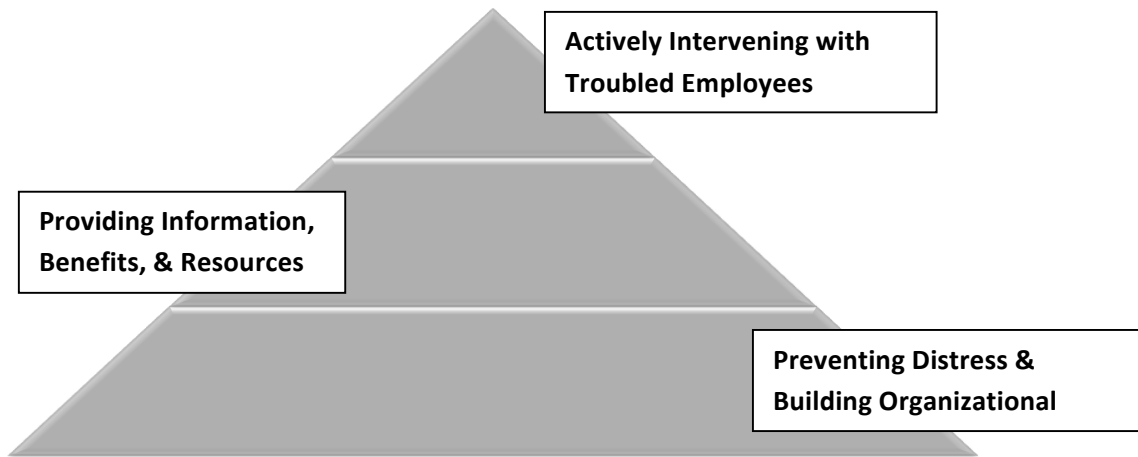 Actively Intervening with
Troubled Employees
Providing Information,
Benefits, & Resources
Preventing Distress &
Building Organizational